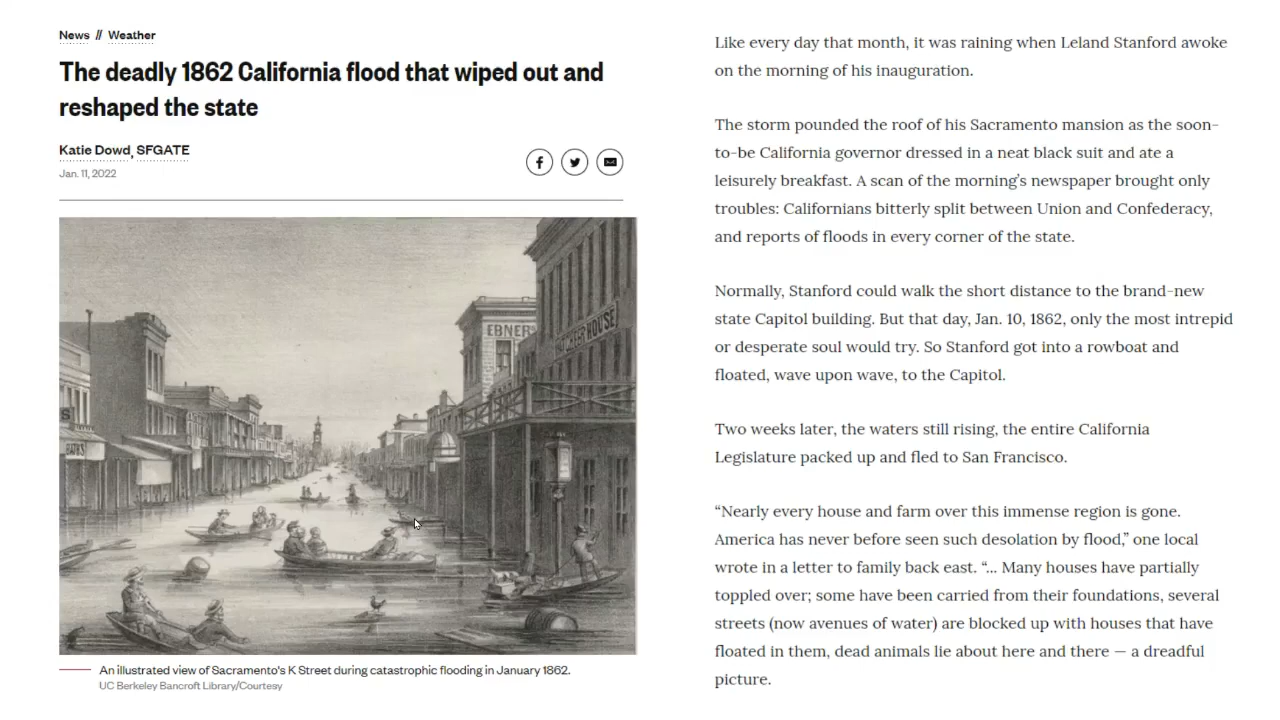 News // Weather
The deadly 1862 California flood that wiped out and
reshaped the state
Katie Dowd, SFGATE
Jan. 11, 2022
EBNER
HOUSE
S
An illustrated view of Sacramento's K Street during catastrophic flooding in January 1862.
UC Berkeley Bancroft Library/Courtesy
Like every day that month, it was raining when Leland Stanford awoke
on the morning of his inauguration.
The storm pounded the roof of his Sacramento mansion as the soon-
to-be California governor dressed in a neat black suit and ate a
leisurely breakfast. A scan of the morning's newspaper brought only
troubles: Californians bitterly split between Union and Confederacy,
and reports of floods in every corner of the state.
Normally, Stanford could walk the short distance to the brand-new
state Capitol building. But that day, Jan. 10, 1862, only the most intrepid
or desperate soul would try. So Stanford got into a rowboat and
floated, wave upon wave, to the Capitol.
Two weeks later, the waters still rising, the entire California
Legislature packed up and fled to San Francisco.
“Nearly every house and farm over this immense region is gone.
America has never before seen such desolation by flood,” one local
wrote in a letter to family back east. “... Many houses have partially
toppled over; some have been carried from their foundations, several
streets (now avenues of water) are blocked up with houses that have
floated in them, dead animals lie about here and there — a dreadful
picture.